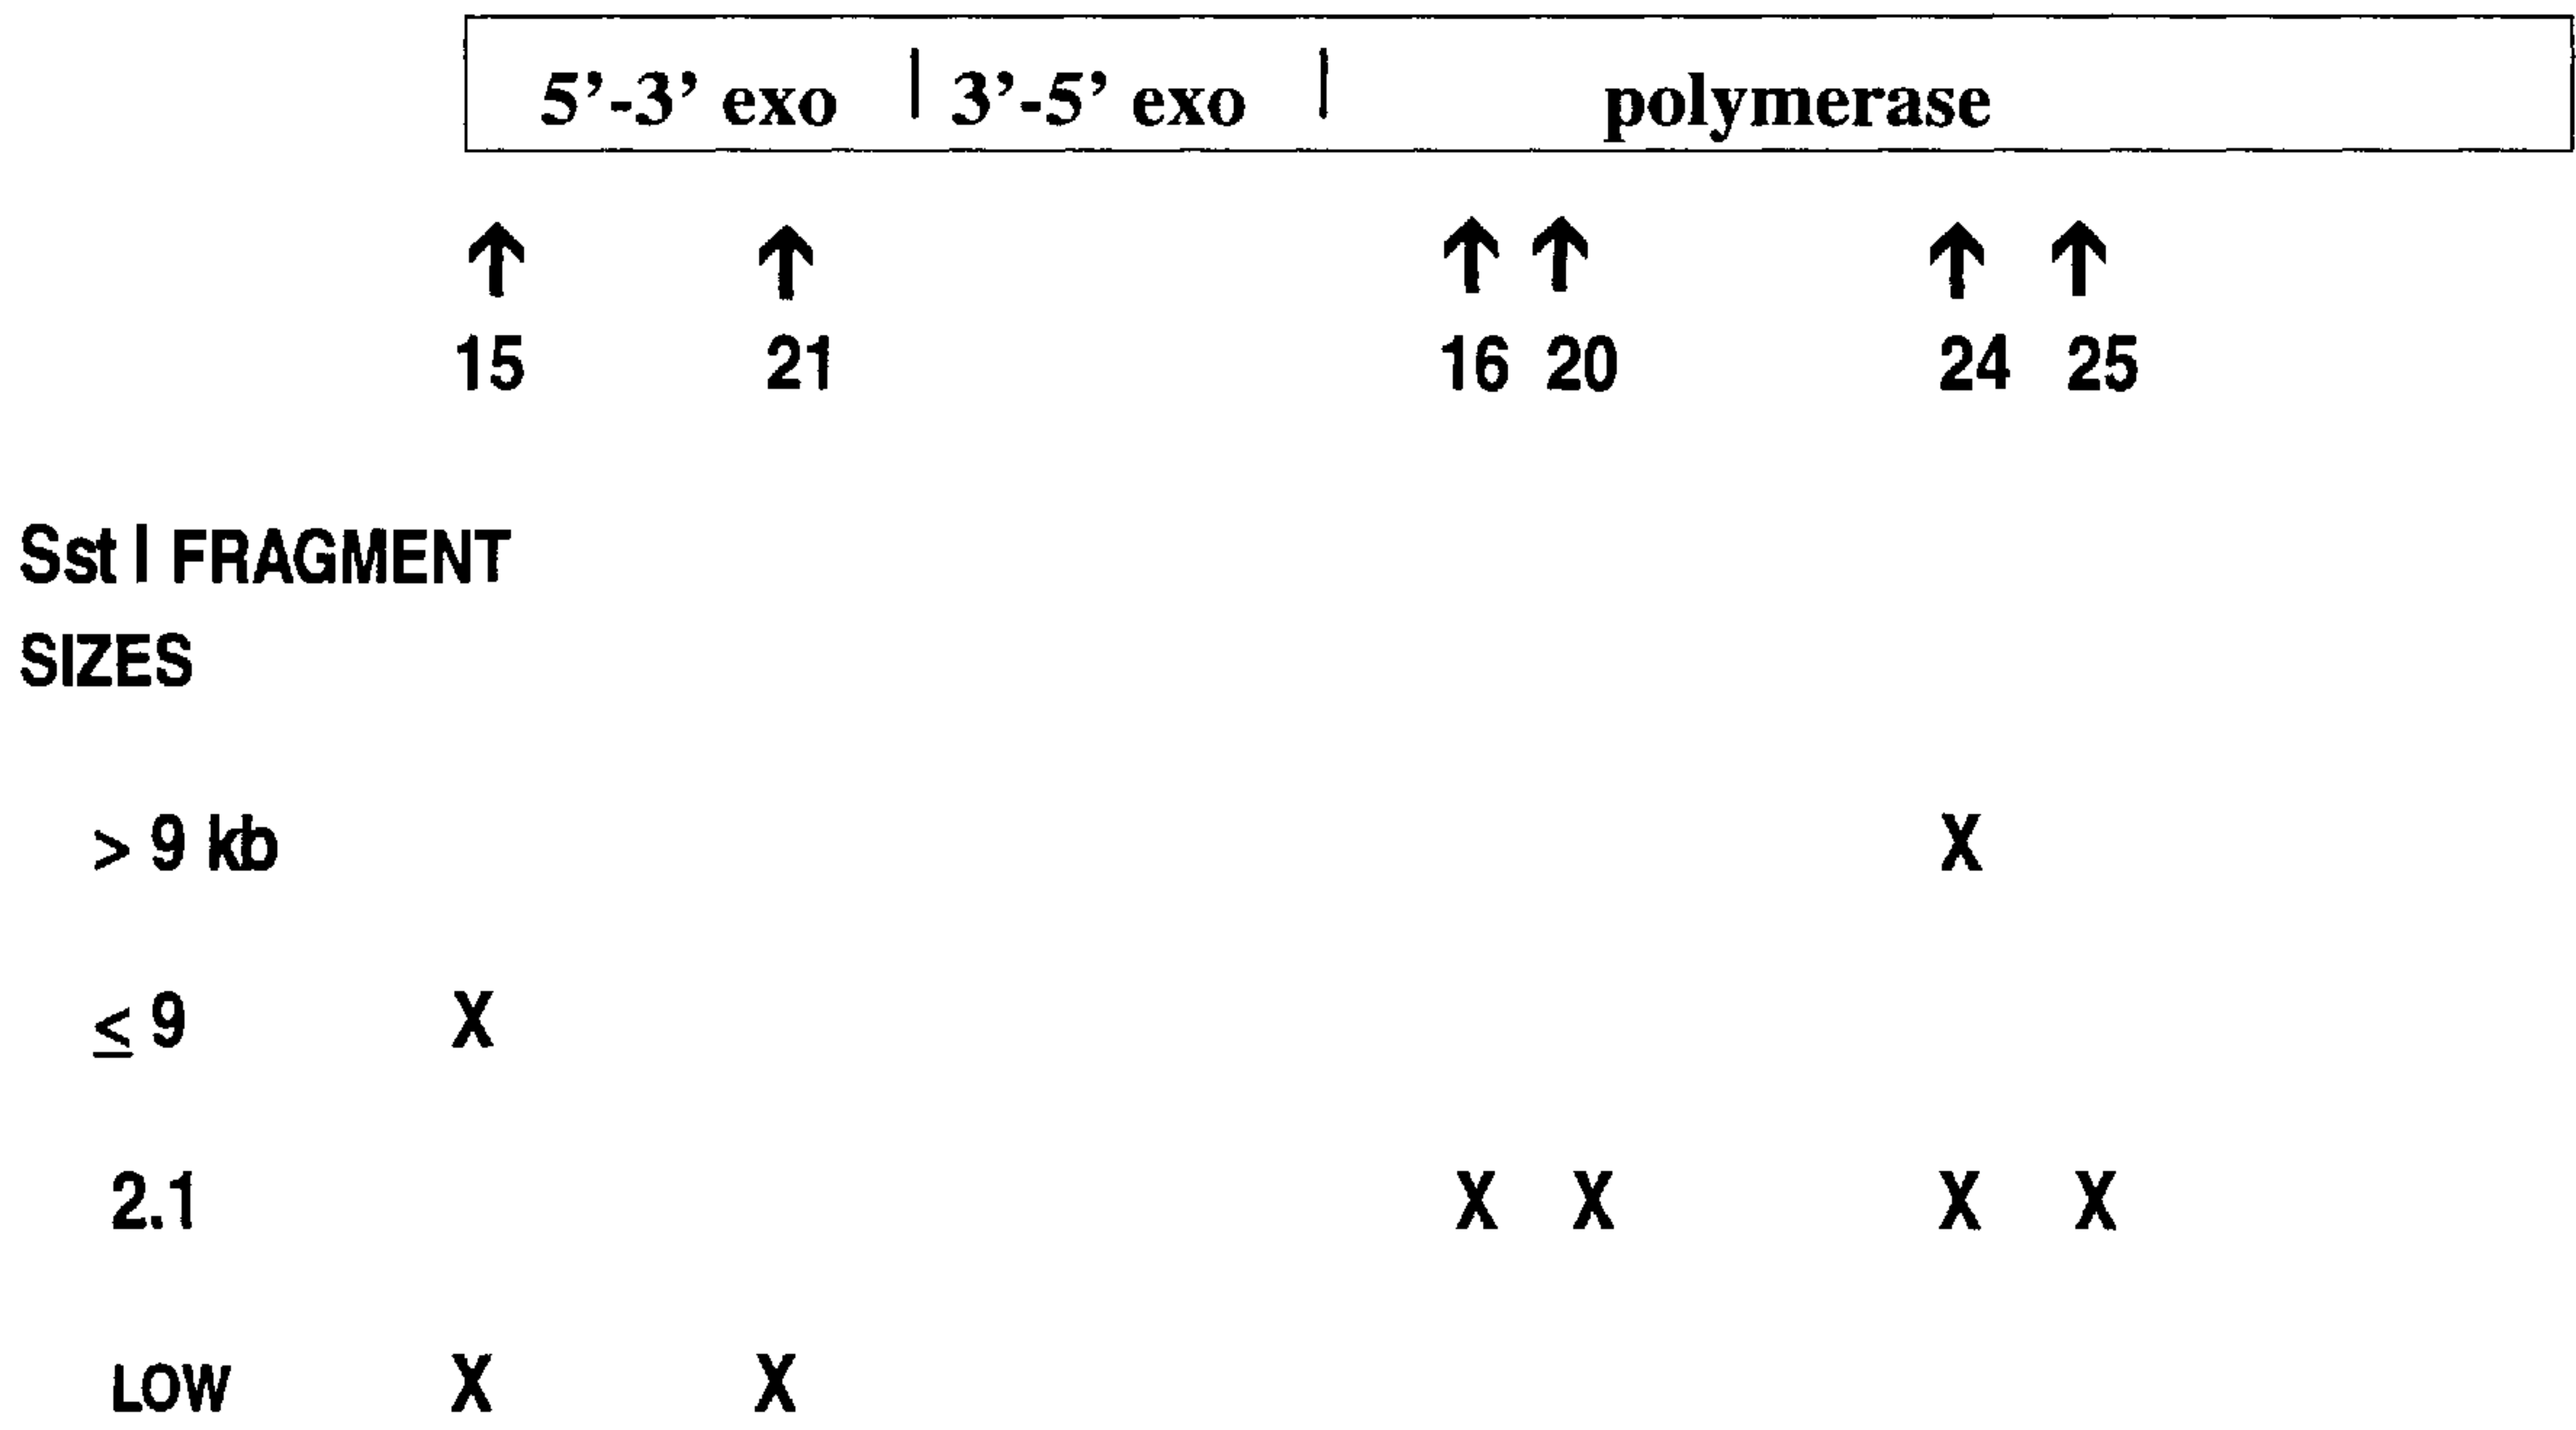 5’-3’ exo | 3’-5’ exo | polymerase
↑ ↑ ↑ ↑ ↑ ↑
15 21 16 20 24 25
Sst I FRAGMENT
SIZES
> 9 kb X
≤ 9 X
2.1 X X X X
LOW X X